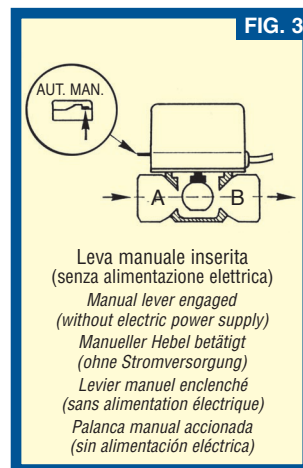 FIG. 3
AUT. MAN.
A B
Leva manuale inserita
(senza alimentazione elettrica)
Manual lever engaged
(without electric power supply)
Manueller Hebel betätigt
(ohne Stromversorgung)
Levier manuel enclenché
(sans alimentation électrique)
Palanca manual accionada
(sin alimentación eléctrica)